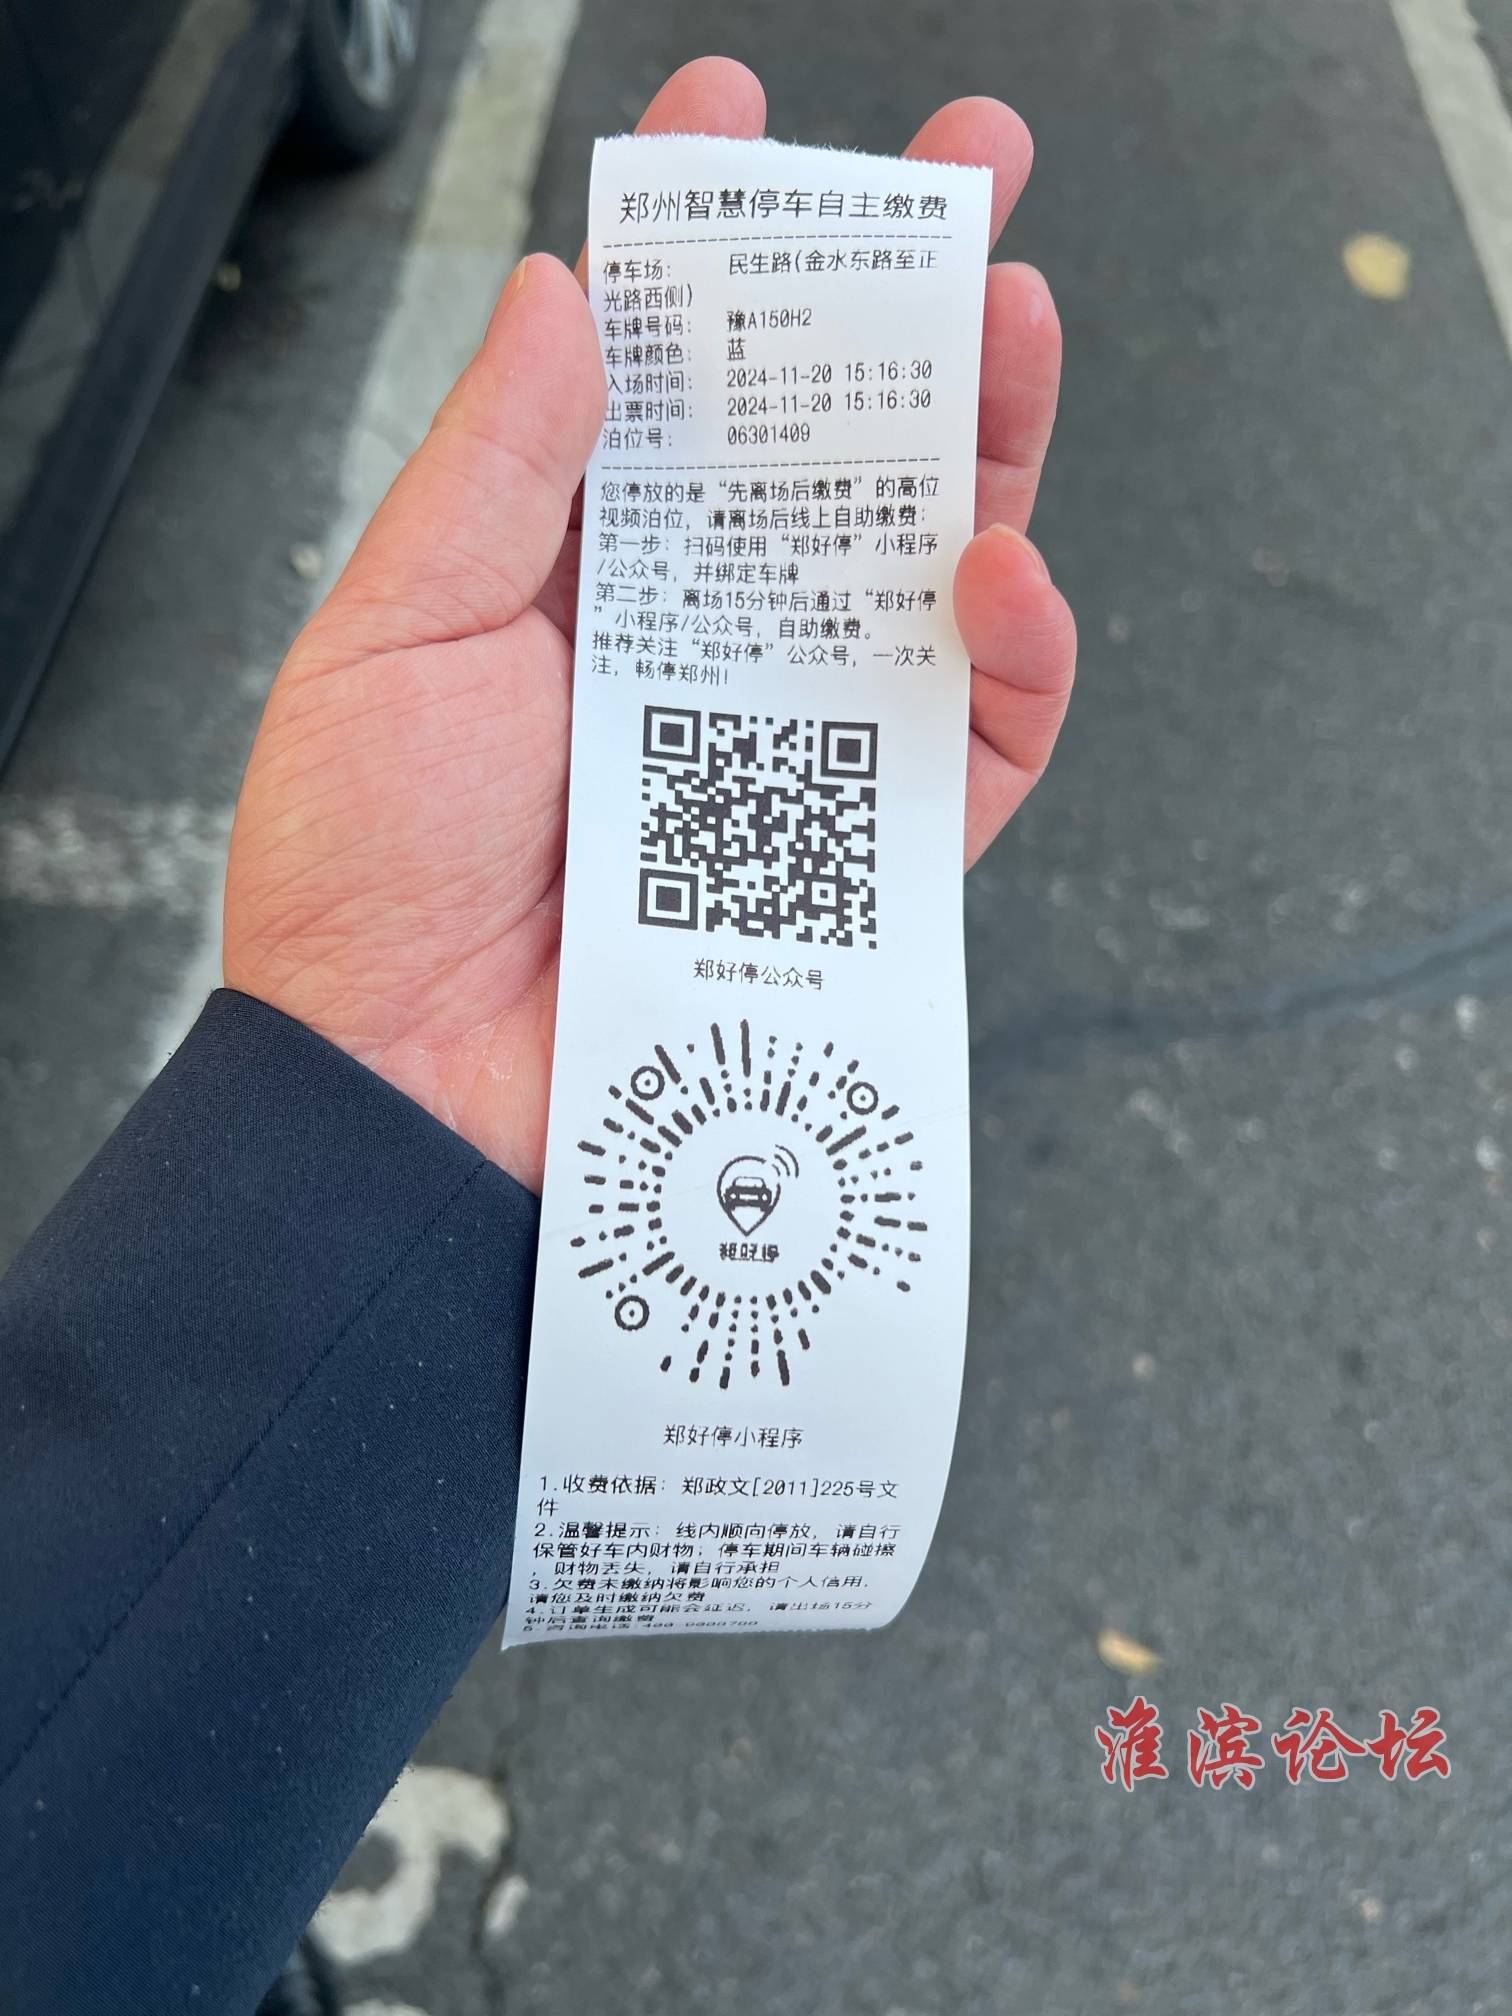 郑州智慧停车自主缴费
停车场： 民生路(金水东路至正
光路西侧)
车牌号码： 豫A150H2
车牌颜色： 蓝
入场时间： 2024-11-20 15:16:30
出票时间： 2024-11-20 15:16:30
泊位号： 06301409
您停放的是“先离场后缴费”的高位
视频泊位，请离场后线上自助缴费：
第一步：扫码使用“郑好停”小程序
/公众号，并绑定车牌
第二步：离场15分钟后通过“郑好停
”小程序/公众号，自助缴费。
推荐关注“郑好停”公众号，一次关
注，畅停郑州！
郑好停公众号
郑好停
郑好停小程序
1.收费依据：郑政文[2011]225号文
件
2.温馨提示：线内顺向停放，请自行
保管好车内财物；停车期间车辆碰擦
，财物丢失，请自行承担
3.欠费未缴纳将影响您的个人信用，
请您及时缴纳欠费
4.订单生成可能会延迟，请出场15分
钟后查询缴费
5.咨询电话:
淮滨论坛